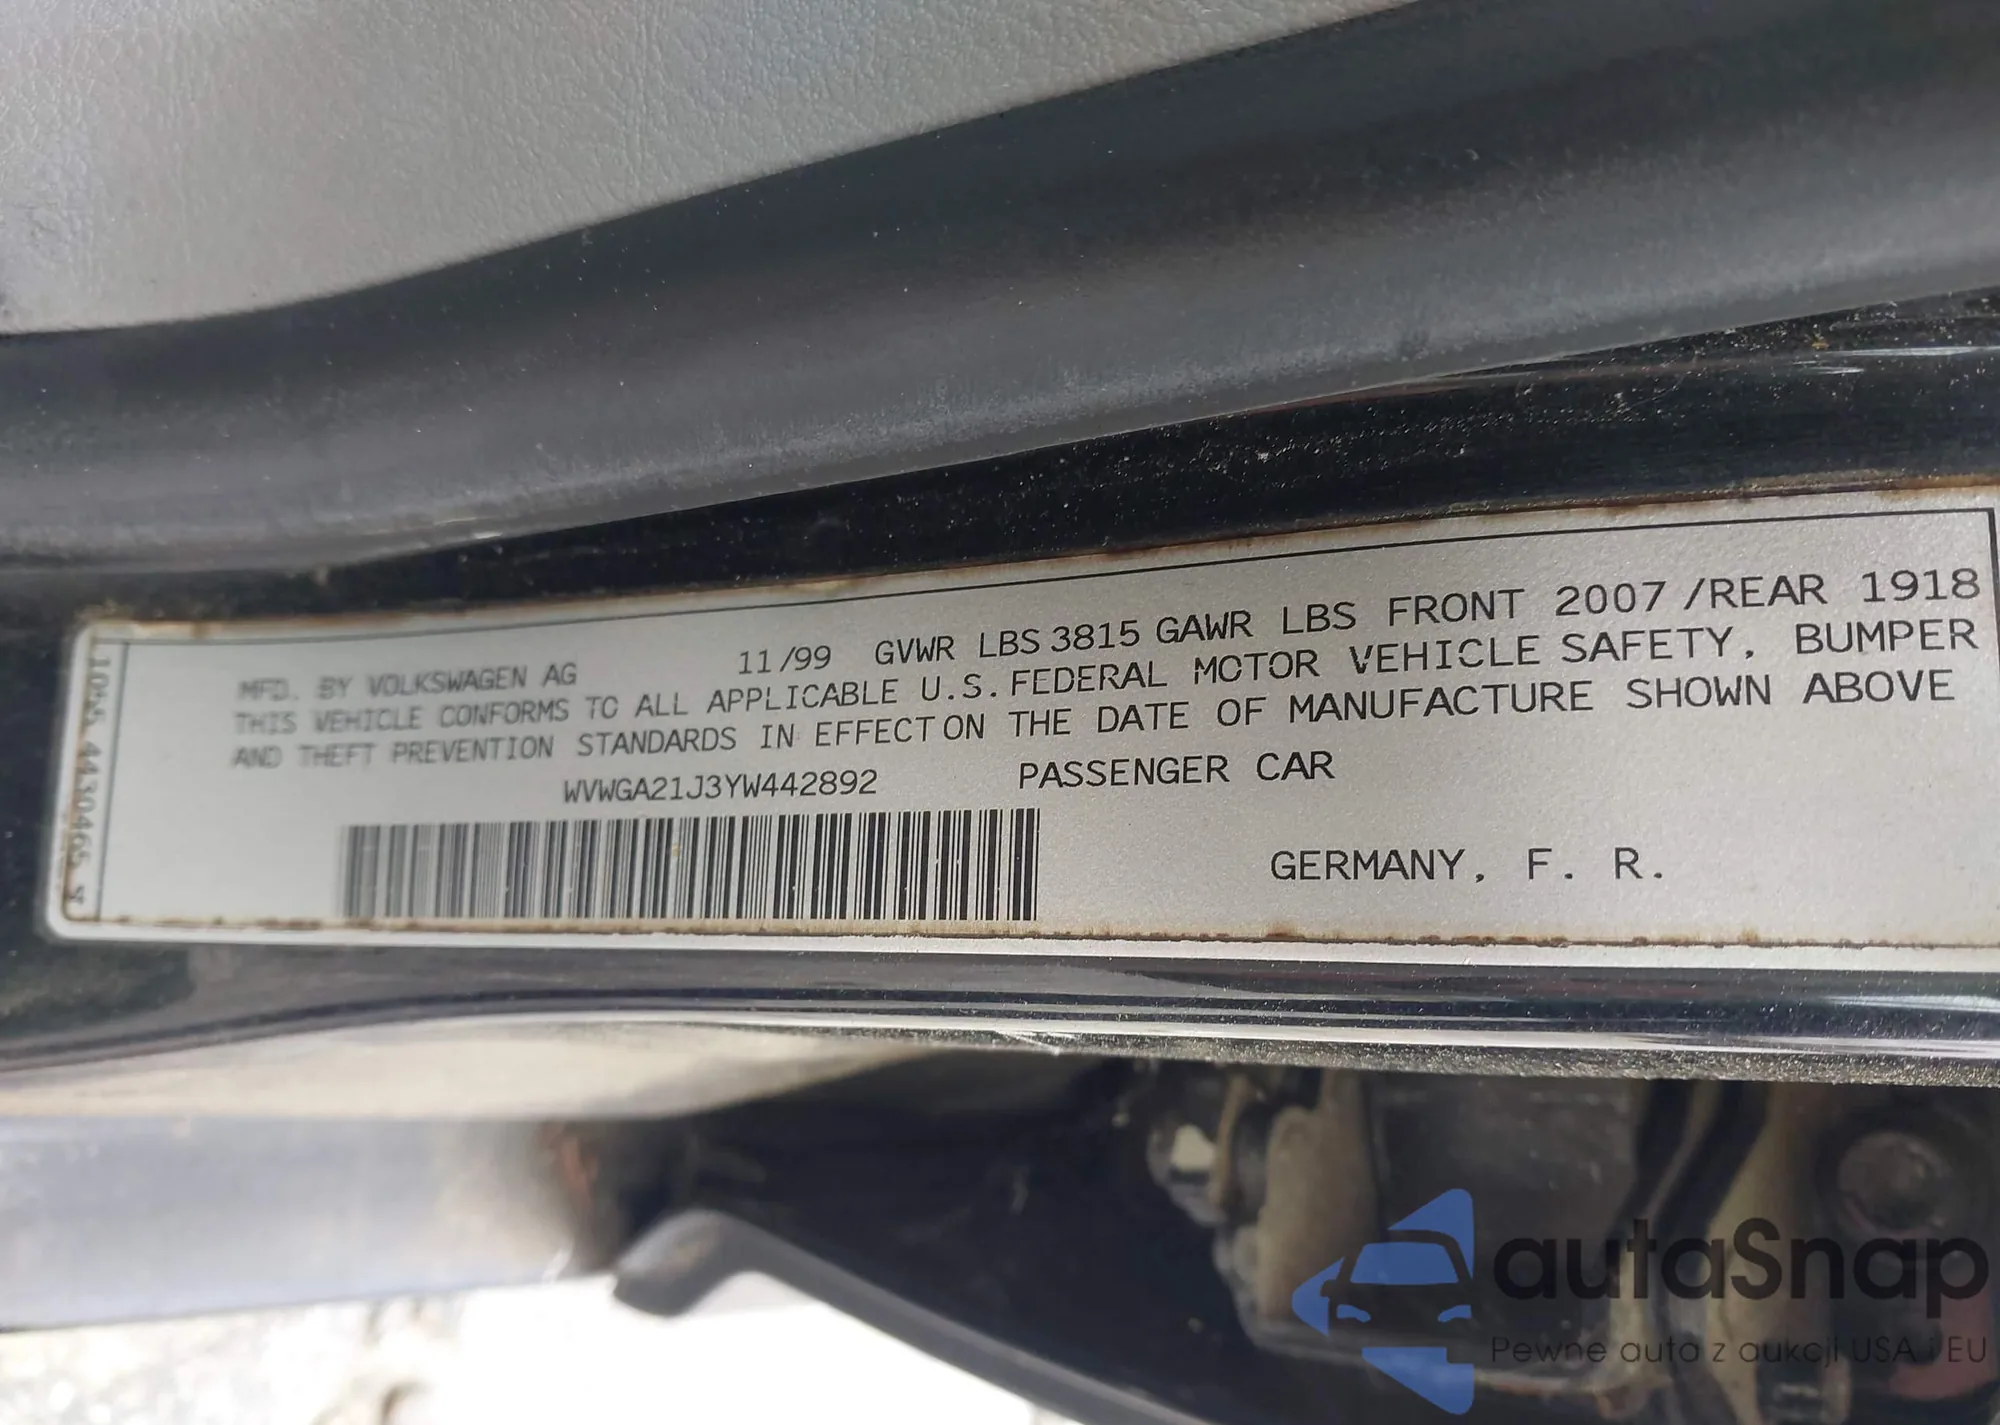 MFD. BY VOLKSWAGEN AG 11/99 GVWR LBS 3815 GAWR LBS FRONT 2007 /REAR 1918
THIS VEHICLE CONFORMS TO ALL APPLICABLE U.S. FEDERAL MOTOR VEHICLE SAFETY, BUMPER
AND THEFT PREVENTION STANDARDS IN EFFECT ON THE DATE OF MANUFACTURE SHOWN ABOVE
WVWGA21J3YW442892 PASSENGER CAR
GERMANY, F. R.
autaSnap
Pewne auta z aukcji USA i EU